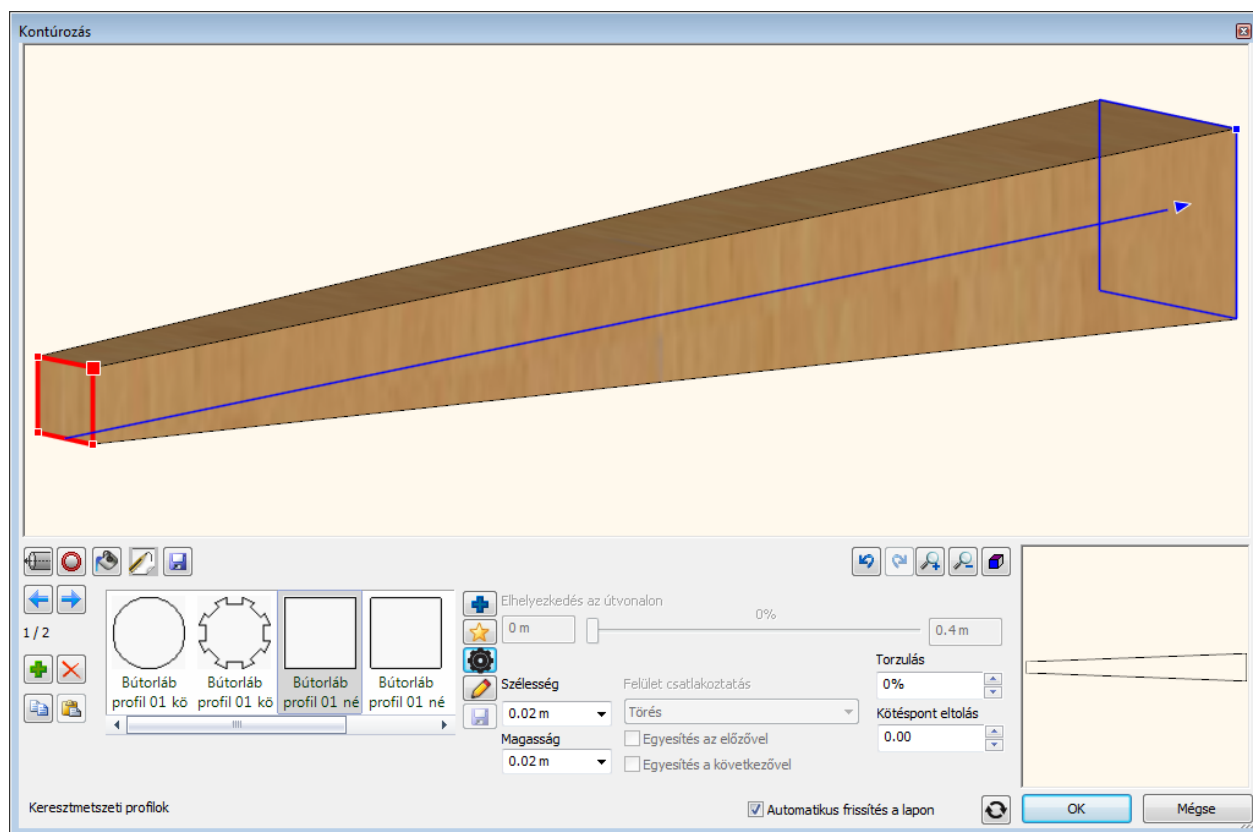 Kontúrozás
1 / 2
Bútorláb
profil 01 kö
Bútorláb
profil 01 kö
Bútorláb
profil 01 né
Bútorláb
profil 01 né
Elhelyezkedés az útvonalon
0%
0 m
0.4 m
Szélesség
0.02 m
Magasság
0.02 m
Felület csatlakoztatás
Törés
Egyesítés az előzővel
Egyesítés a következővel
Torzulás
0%
Kötéspont eltolás
0.00
Keresztmetszeti profilok
Automatikus frissítés a lapon
OK
Mégse